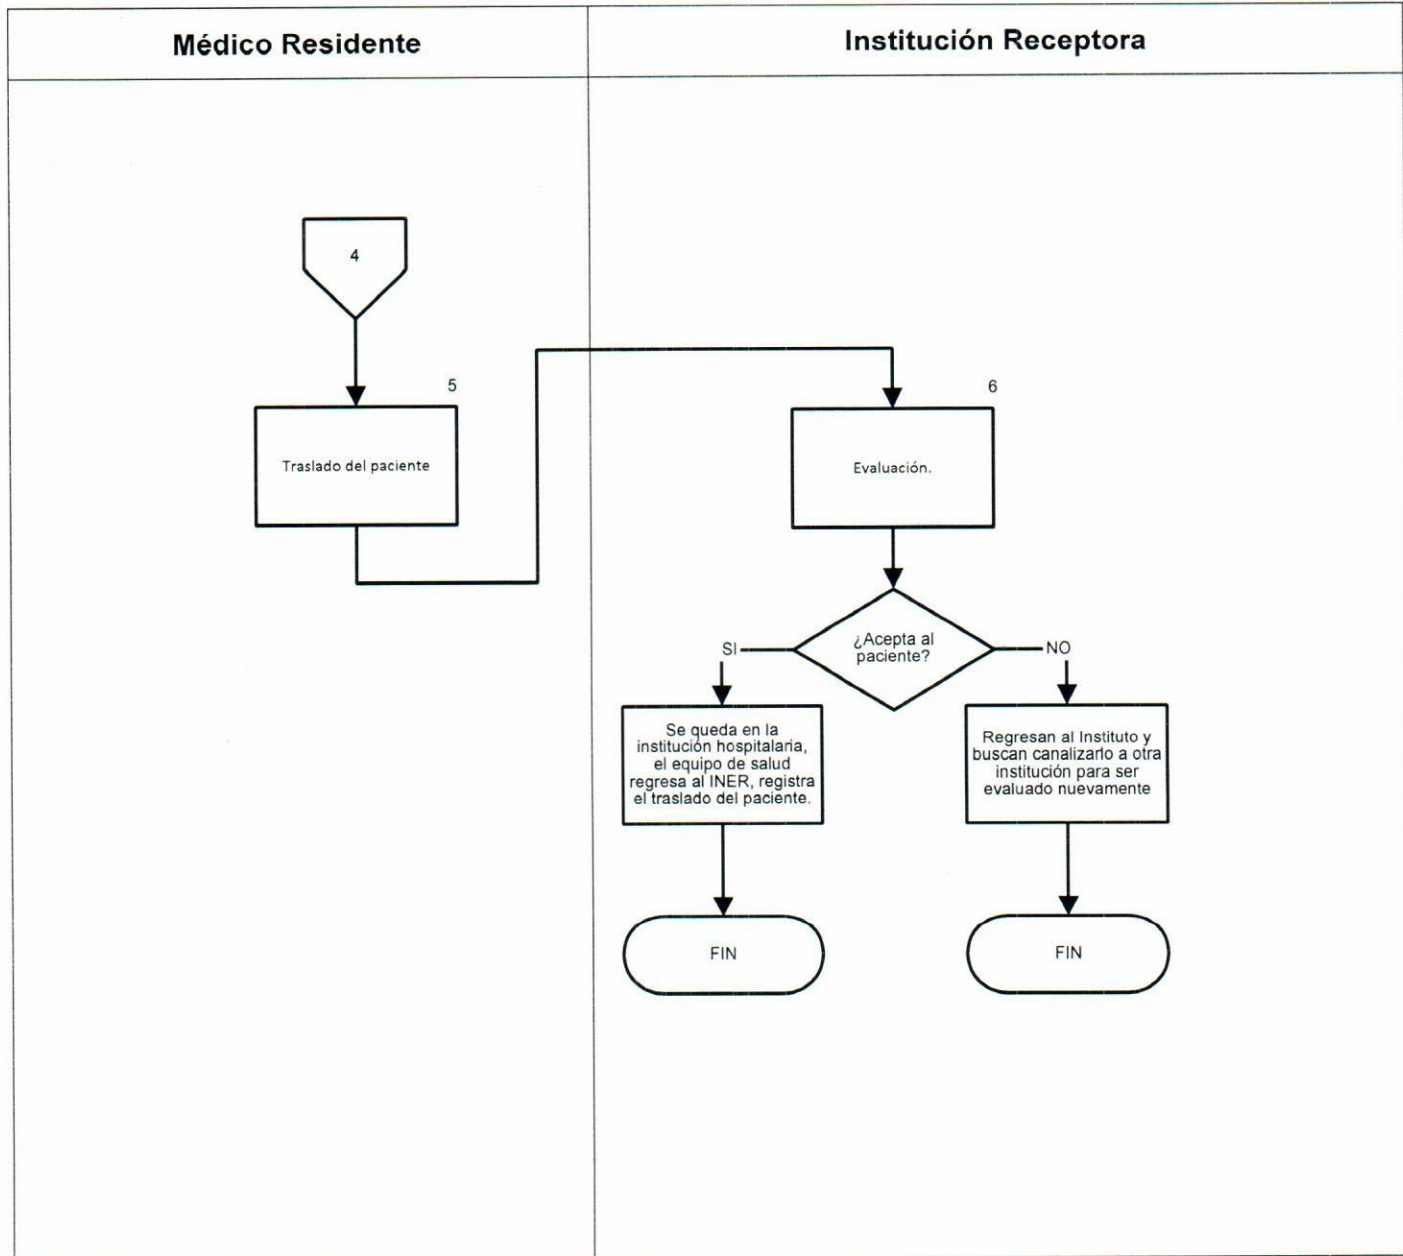 Médico Residente
Institución Receptora
4
5
Traslado del paciente
6
Evaluación.
¿Acepta al
paciente?
SI
NO
Se queda en la
institución hospitalaria,
el equipo de salud
regresa al INER, registra
el traslado del paciente.
Regresan al Instituto y
buscan canalizarlo a otra
institución para ser
evaluado nuevamente
FIN
FIN